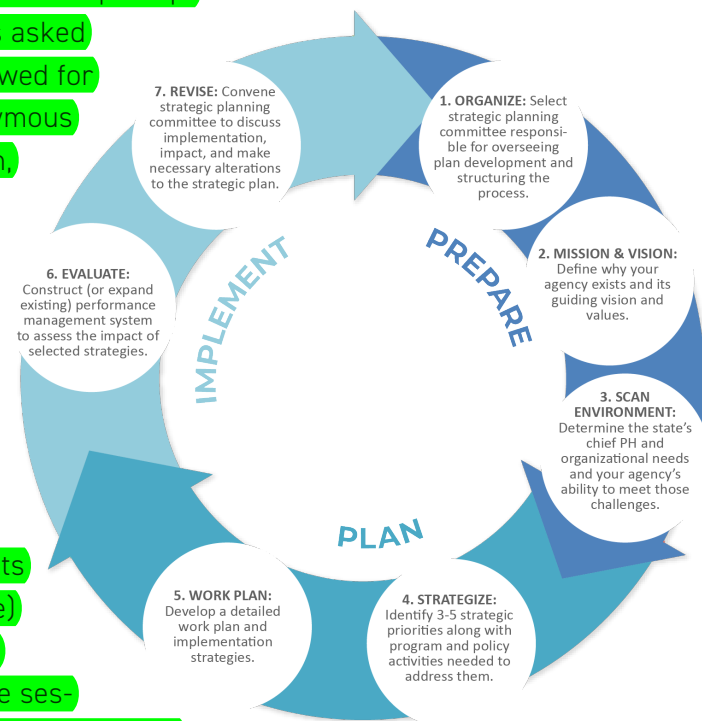 s asked
wed for
ymous
n,
7. REVISE: Convene
strategic planning
committee to discuss
implementation,
impact, and make
necessary alterations
to the strategic plan.
1. ORGANIZE: Select
strategic planning
committee responsi-
ble for overseeing
plan development and
structuring the
process.
2. MISSION & VISION:
Define why your
agency exists and its
guiding vision and
values.
3. SCAN
ENVIRONMENT:
Determine the state's
chief PH and
organizational needs
and your agency's
ability to meet those
challenges.
4. STRATEGIZE:
Identify 3-5 strategic
priorities along with
program and policy
activities needed to
address them.
5. WORK PLAN:
Develop a detailed
work plan and
implementation
strategies.
6. EVALUATE:
Construct (or expand
existing) performance
management system
to assess the impact of
selected strategies.
IMPLEMENT
PREPARE
PLAN
ts
e)
e ses-